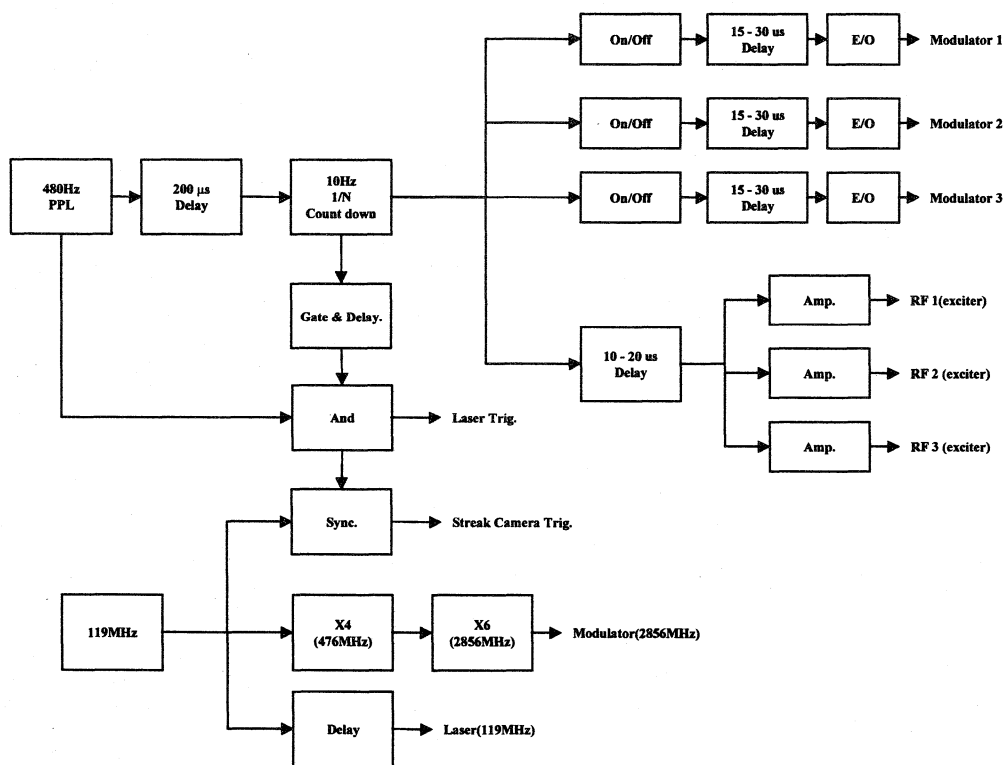 On/Off
15 - 30 us
Delay
E/O
Modulator 1
On/Off
15 - 30 us
Delay
E/O
Modulator 2
480Hz
PPL
200 μs
Delay
10Hz
1/N
Count down
On/Off
15 - 30 us
Delay
E/O
Modulator 3
Gate & Delay.
10 - 20 us
Delay
Amp.
RF 1(exciter)
Amp.
RF 2 (exciter)
Amp.
RF 3 (exciter)
And
Laser Trig.
Sync.
Streak Camera Trig.
119MHz
X4
(476MHz)
X6
(2856MHz)
Modulator(2856MHz)
Delay
Laser(119MHz)